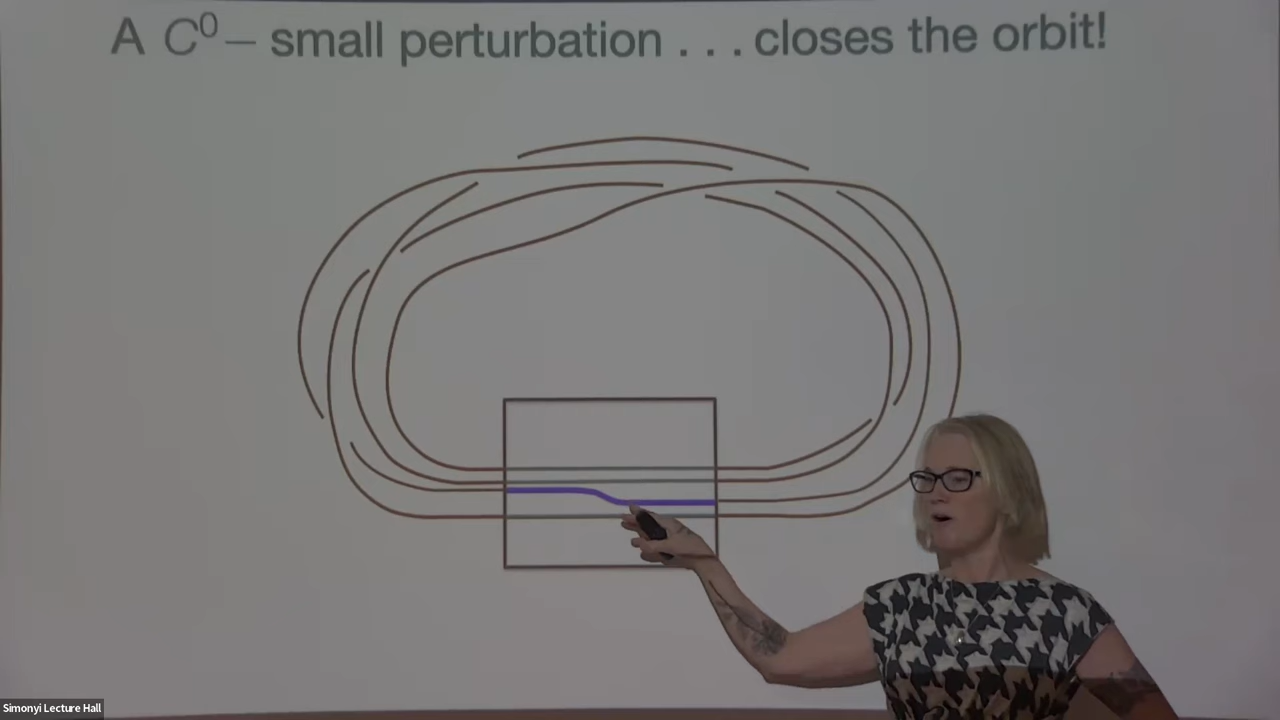 A C⁰– small perturbation . . . closes the orbit!
Simonyi Lecture Hall